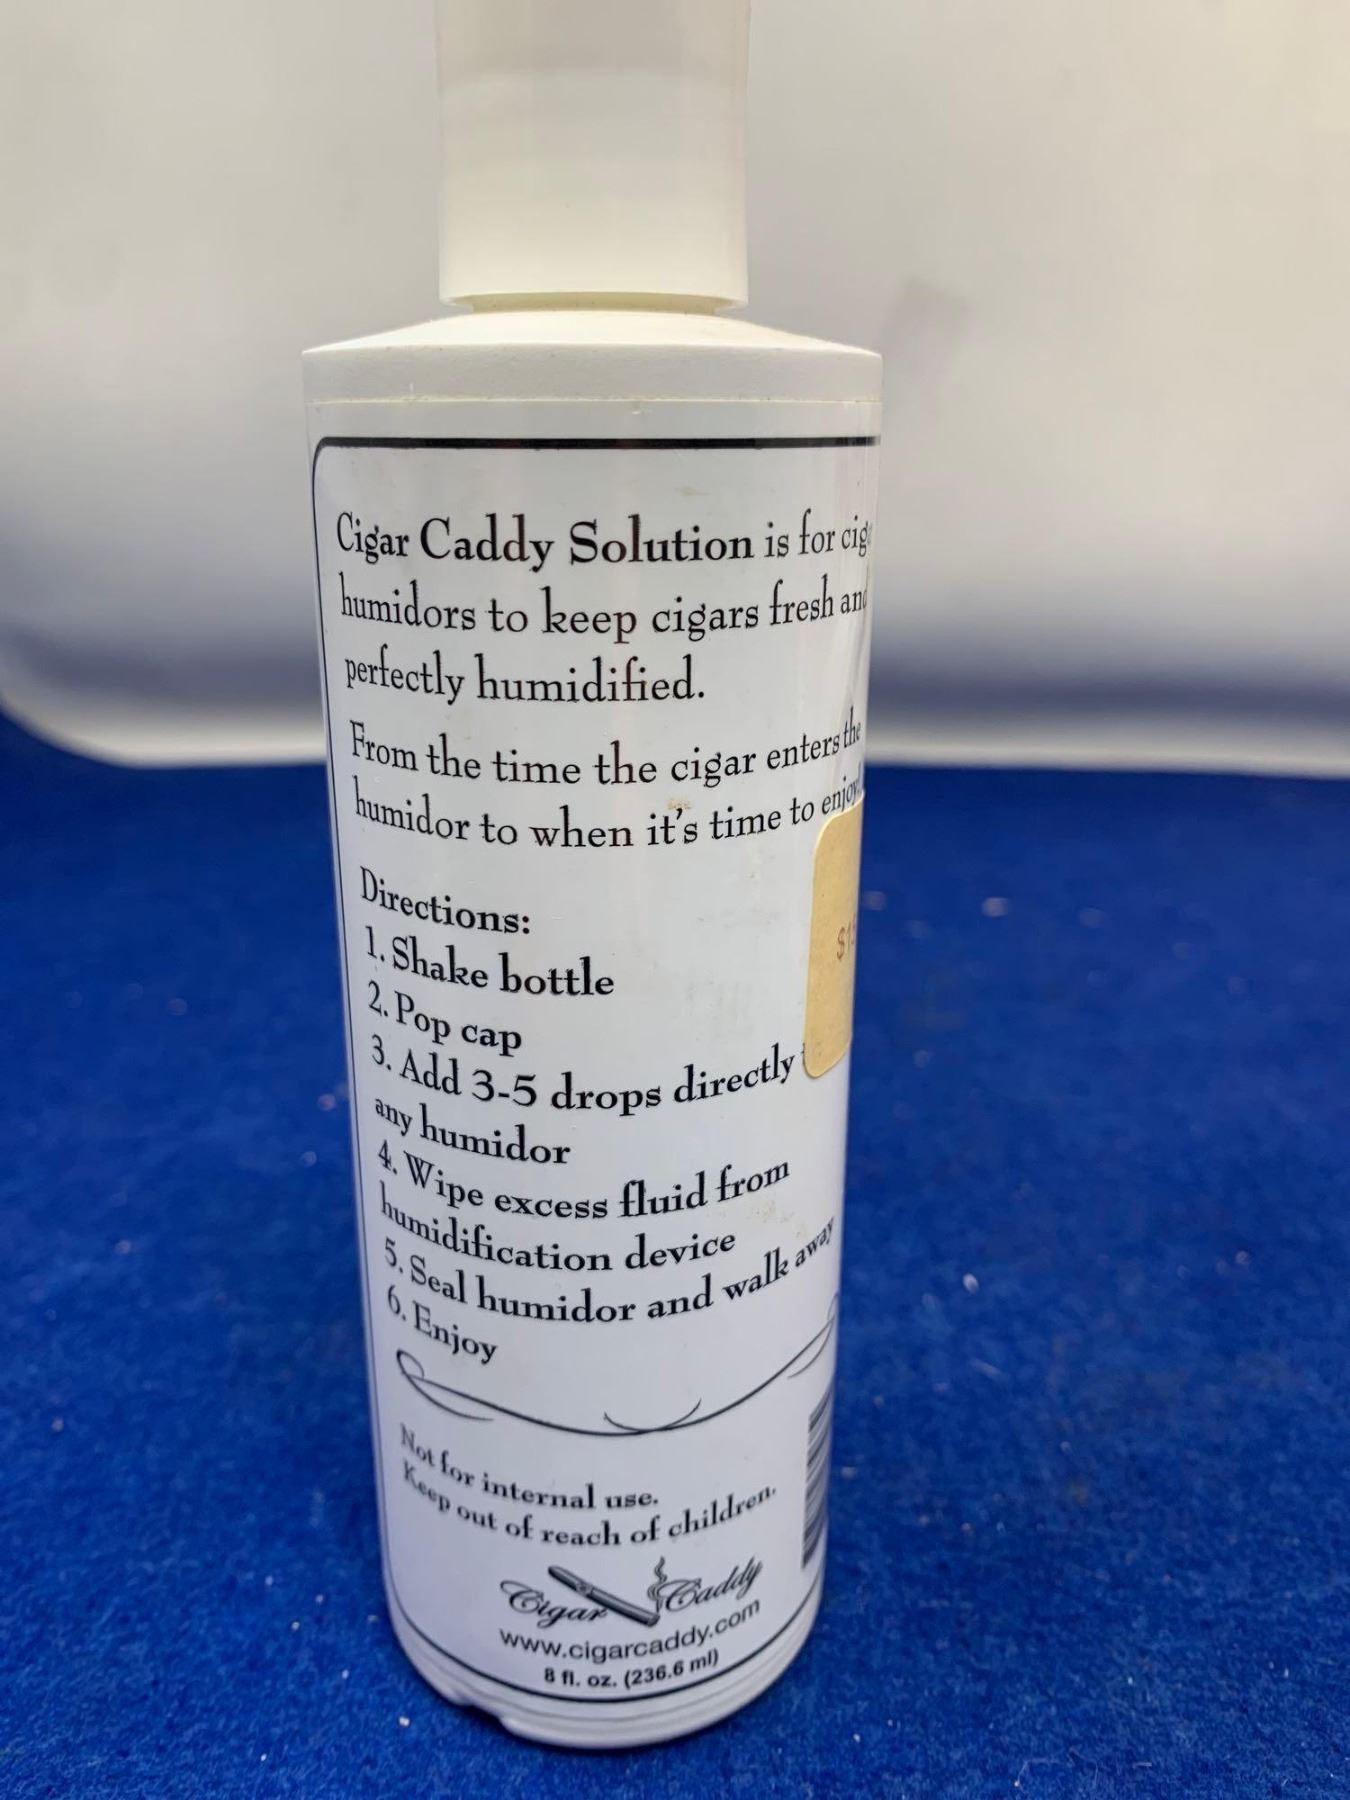 Cigar Caddy Solution is for
humidors to keep cigars fresh and
perfectly humidified.
From the time the cigar enters the
humidor to when it's time to enjoy
Directions:
1. Shake bottle
2. Pop cap
3. Add 3-5 drops directly
any humidor
4. Wipe excess fluid from
humidification device
5. Seal humidor and walk away
6. Enjoy
Not for internal use.
Keep out of reach of children.
Cigar Caddy
www.cigarcaddy.com
8 fl. oz. (236.6 ml)